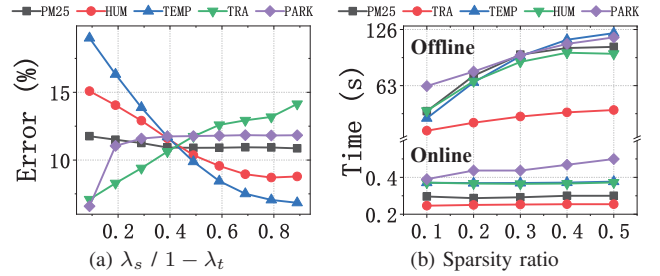 PM25 HUM TEMP TRA PARK
Error (%)
15
10
0.2 0.4 0.6 0.8
(a) λs / 1 − λt
PM25 TRA TEMP HUM PARK
Time (s)
126
63
0.4
0.2
Offline
Online
0.1 0.2 0.3 0.4 0.5
(b) Sparsity ratio